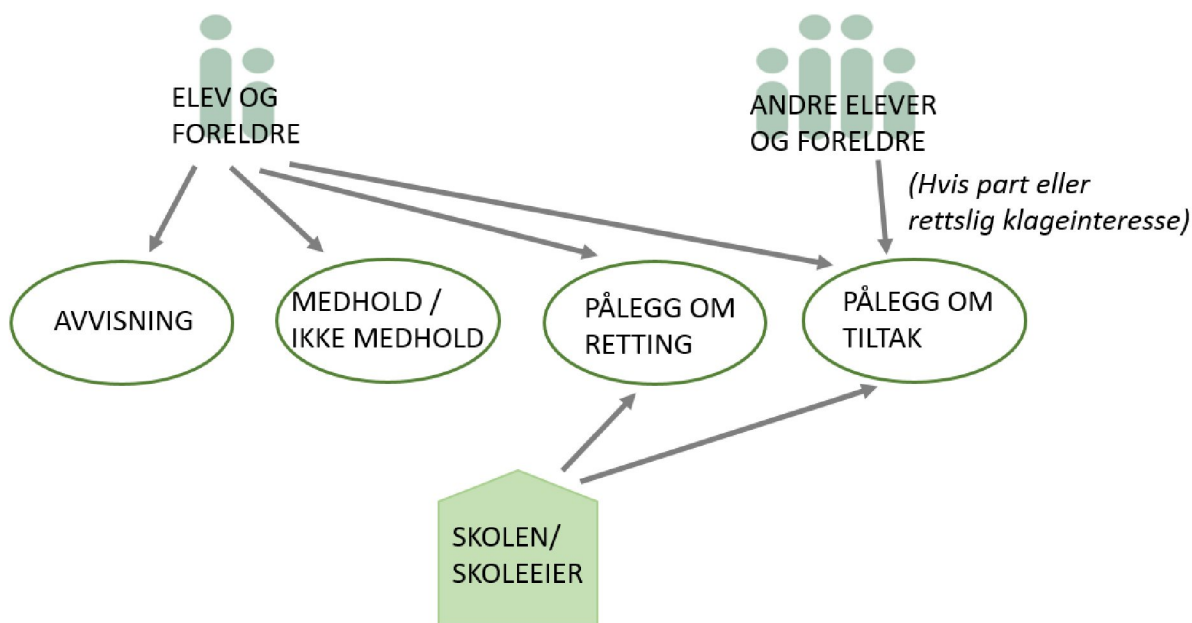 ELEV OG
FORELDRE
ANDRE ELEVER
OG FORELDRE
(Hvis part eller
rettslig klageinteresse)
AVVISNING
MEDHOLD /
IKKE MEDHOLD
PÅLEGG OM
RETTING
PÅLEGG OM
TILTAK
SKOLEN/
SKOLEEIER